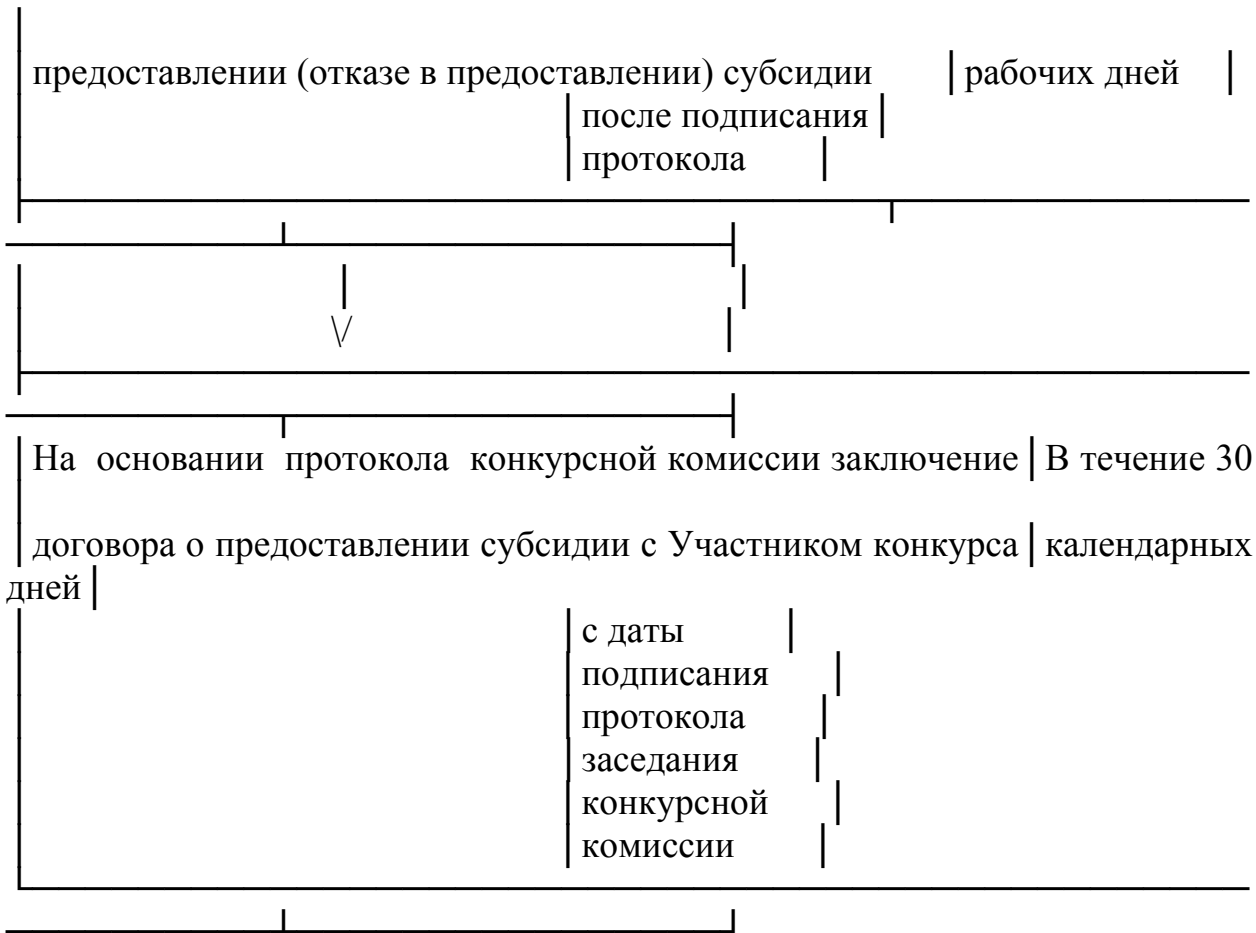 предоставлении (отказе в предоставлении) субсидии │рабочих дней │
│после подписания│
│протокола │
\/
│На основании протокола конкурсной комиссии заключение│В течение 30
│договора о предоставлении субсидии с Участником конкурса│календарных
дней│
│с даты │
│подписания │
│протокола │
│заседания │
│конкурсной │
│комиссии │